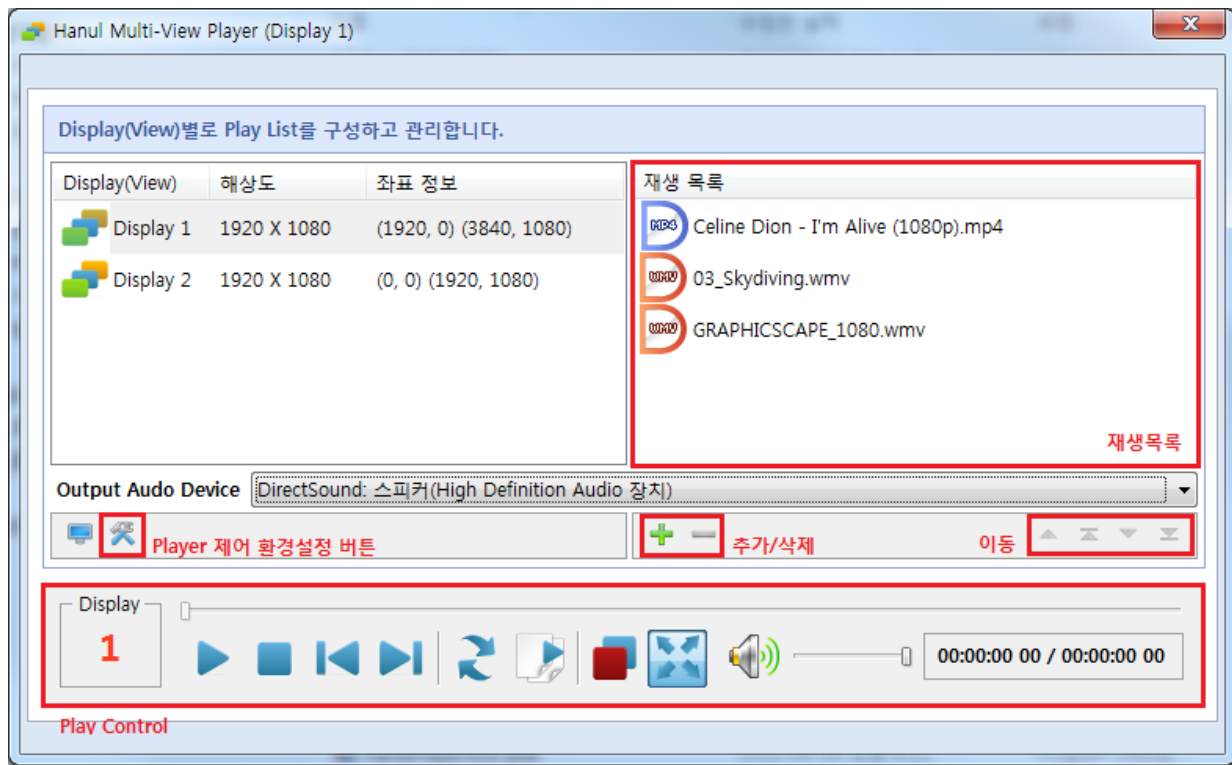 Hanul Multi-View Player (Display 1)
Display(View)별로 Play List를 구성하고 관리합니다.
Display(View) 해상도 좌표 정보
Display 1 1920 X 1080 (1920, 0) (3840, 1080)
Display 2 1920 X 1080 (0, 0) (1920, 1080)
재생 목록
MP4 Celine Dion - I'm Alive (1080p).mp4
WMV 03_Skydiving.wmv
WMV GRAPHICSCAPE_1080.wmv
재생목록
Output Audo Device DirectSound: 스피커(High Definition Audio 장치)
Player 제어 환경설정 버튼
추가/삭제
이동
Display
1
00:00:00 00 / 00:00:00 00
Play Control